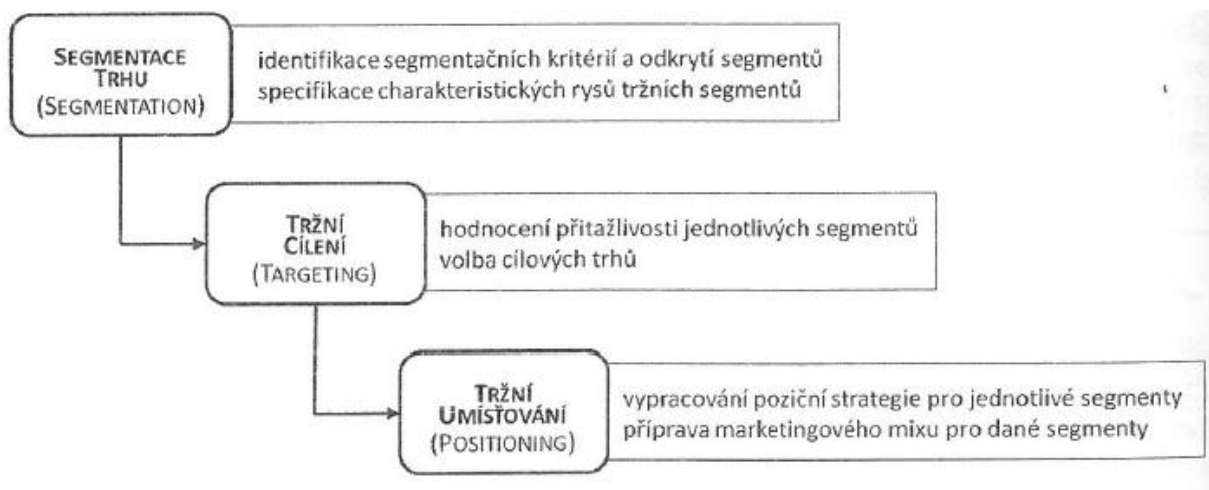 SEGMENTACE
TRHU
(SEGMENTATION)
identifikace segmentačních kritérií a odkrytí segmentů
specifikace charakteristických rysů tržních segmentů
TRŽNÍ
CÍLENÍ
(TARGETING)
hodnocení přitažlivosti jednotlivých segmentů
volba cílových trhů
TRŽNÍ
UMÍSŤOVÁNÍ
(POSITIONING)
vypracování poziční strategie pro jednotlivé segmenty
příprava marketingového mixu pro dané segmenty